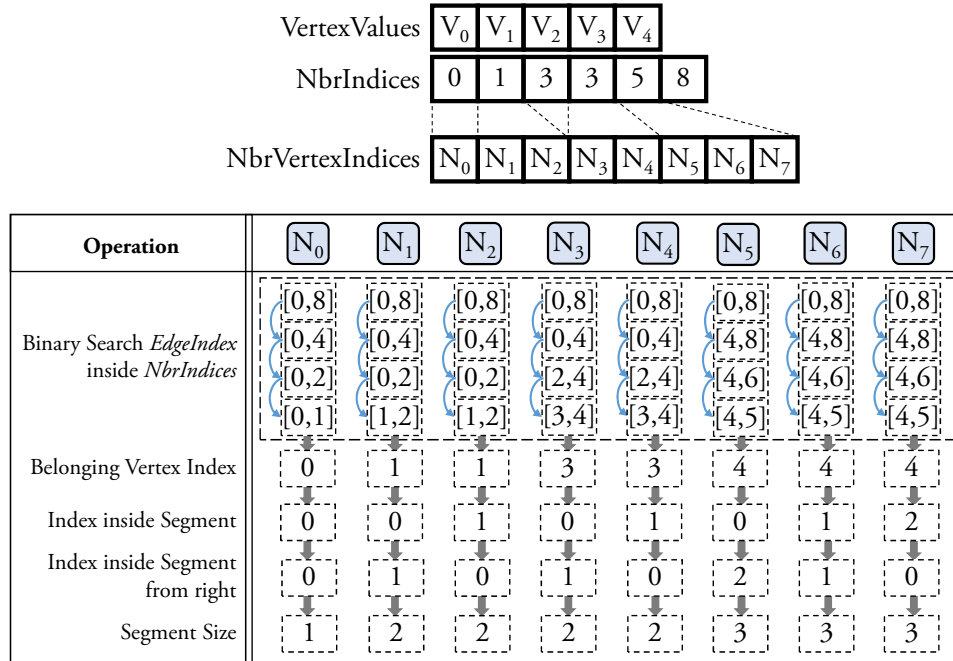 VertexValues V₀ V₁ V₂ V₃ V₄
NbrIndices 0 1 3 3 5 8
NbrVertexIndices N₀ N₁ N₂ N₃ N₄ N₅ N₆ N₇
Operation N₀ N₁ N₂ N₃ N₄ N₅ N₆ N₇
[0,8] [0,8] [0,8] [0,8] [0,8] [0,8] [0,8] [0,8]
Binary Search EdgeIndex [0,4] [0,4] [0,4] [0,4] [0,4] [4,8] [4,8] [4,8]
inside NbrIndices [0,2] [0,2] [0,2] [2,4] [2,4] [4,6] [4,6] [4,6]
[0,1] [1,2] [1,2] [3,4] [3,4] [4,5] [4,5] [4,5]
Belonging Vertex Index 0 1 1 3 3 4 4 4
Index inside Segment 0 0 1 0 1 0 1 2
Index inside Segment
from right 0 1 0 1 0 2 1 0
Segment Size 1 2 2 2 2 3 3 3